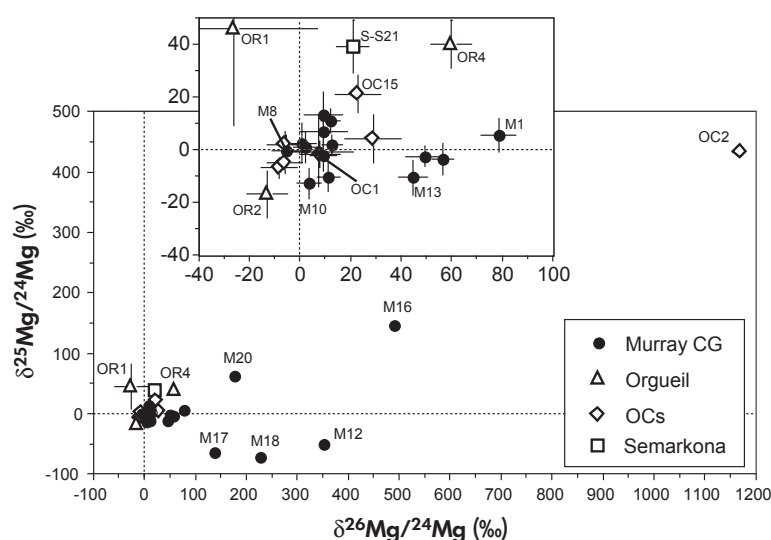 40
20
0
-20
-40
-40 -20 0 20 40 60 80 100
OR1
S-S21
OR4
OC15
M8
M1
OC1
M13
OR2
M10
500
400
300
200
100
0
-100
δ25Mg/24Mg (‰)
OC2
M16
M20
OR1
OR4
M17
M18
M12
Murray CG
Orgueil
OCs
Semarkona
-100 0 100 200 300 400 500 600 700 800 900 1000 1100 1200
δ26Mg/24Mg (‰)